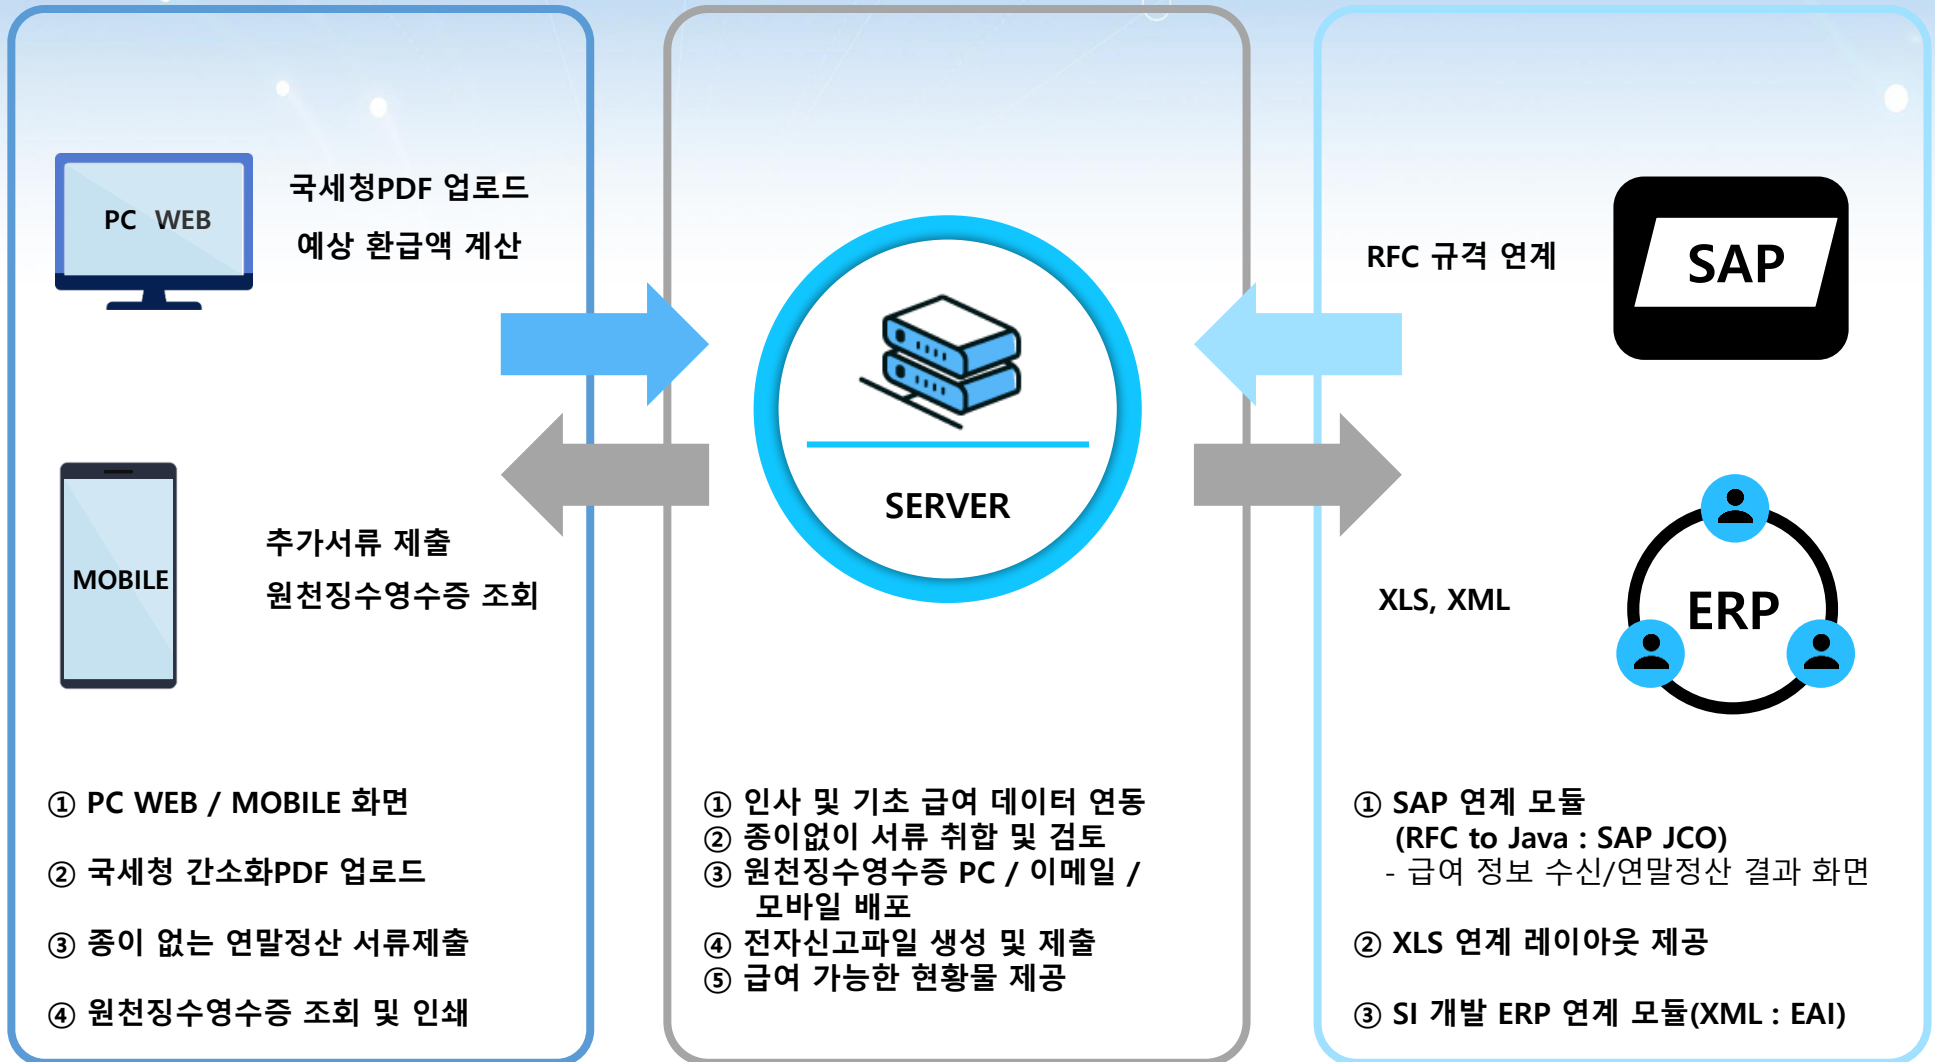 PC WEB
국세청PDF 업로드
예상 환급액 계산
MOBILE
추가서류 제출
원천징수영수증 조회
① PC WEB / MOBILE 화면
② 국세청 간소화PDF 업로드
③ 종이 없는 연말정산 서류제출
④ 원천징수영수증 조회 및 인쇄
SERVER
① 인사 및 기초 급여 데이터 연동
② 종이없이 서류 취합 및 검토
③ 원천징수영수증 PC / 이메일 /
모바일 배포
④ 전자신고파일 생성 및 제출
⑤ 급여 가능한 현황물 제공
RFC 규격 연계
SAP
XLS, XML
ERP
① SAP 연계 모듈
(RFC to Java : SAP JCO)
- 급여 정보 수신/연말정산 결과 화면
② XLS 연계 레이아웃 제공
③ SI 개발 ERP 연계 모듈(XML : EAI)